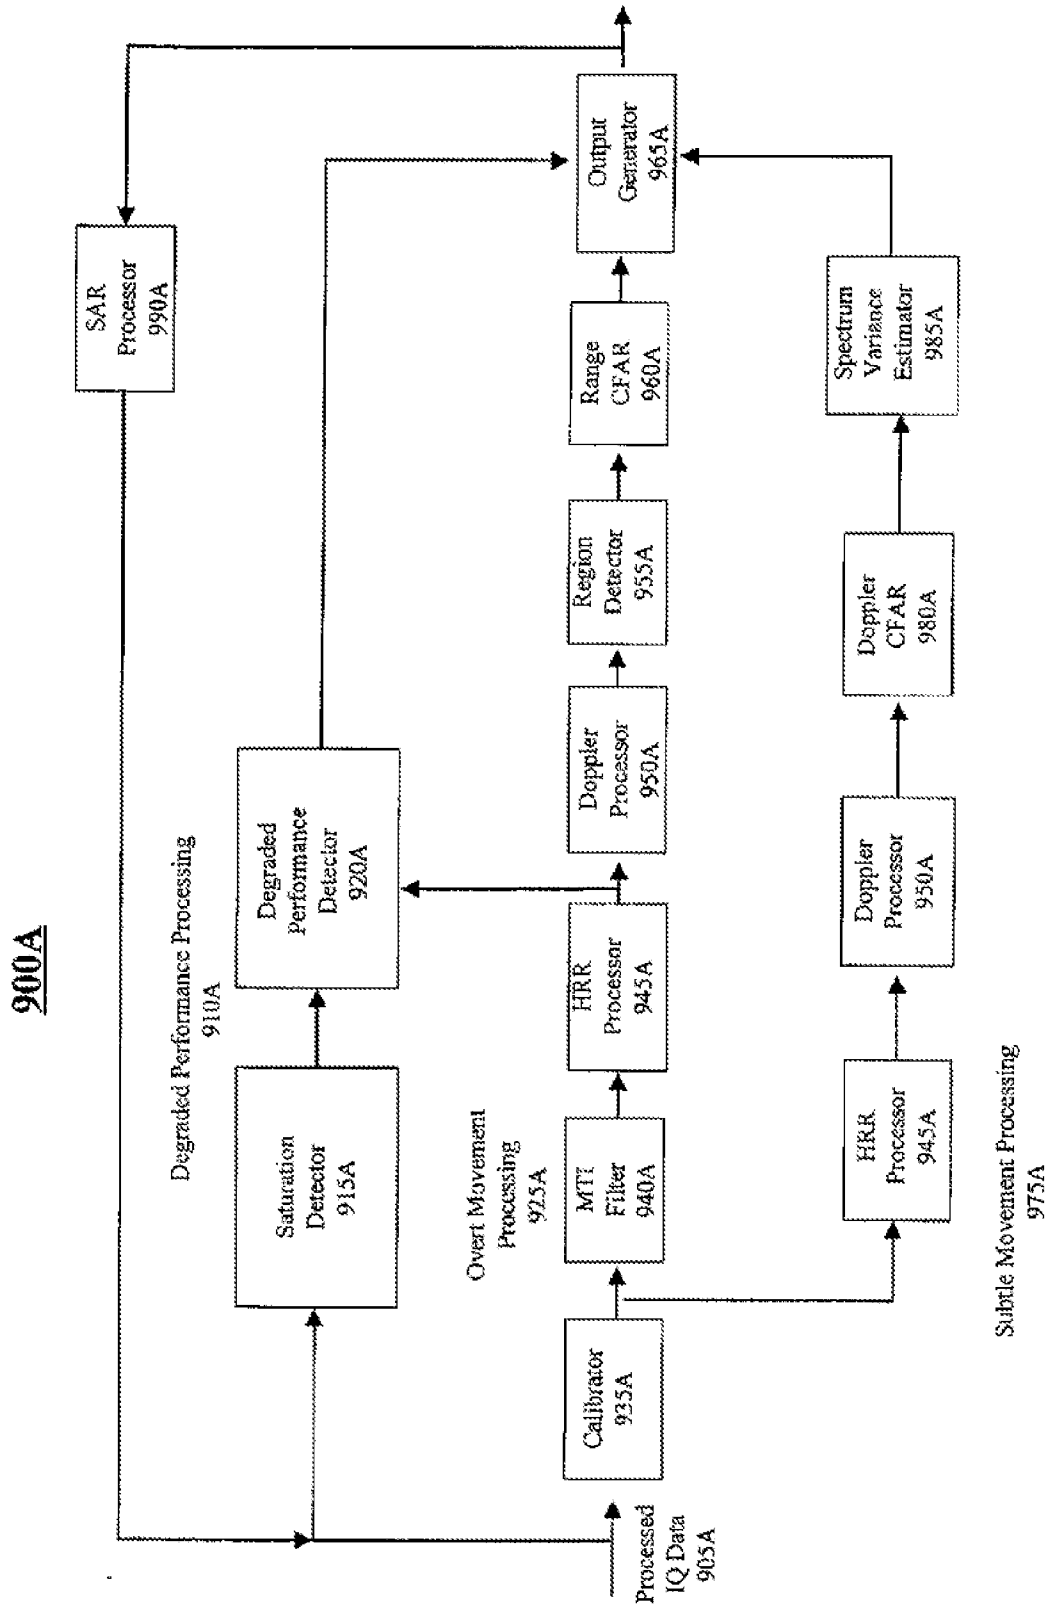 900A
SAR
Processor
990A
Degraded Performance Processing
910A
Saturation
Detector
915A
Degraded
Performance
Detector
920A
Overt Movement
Processing
925A
Processed
IQ Data
905A
Calibrator
935A
MTI
Filter
940A
HRR
Processor
945A
Doppler
Processor
950A
Region
Detector
955A
Range
CFAR
960A
Output
Generator
965A
HRR
Processor
945A
Doppler
Processor
950A
Doppler
CFAR
980A
Spectrum
Variance
Estimator
985A
Subtle Movement Processing
975A